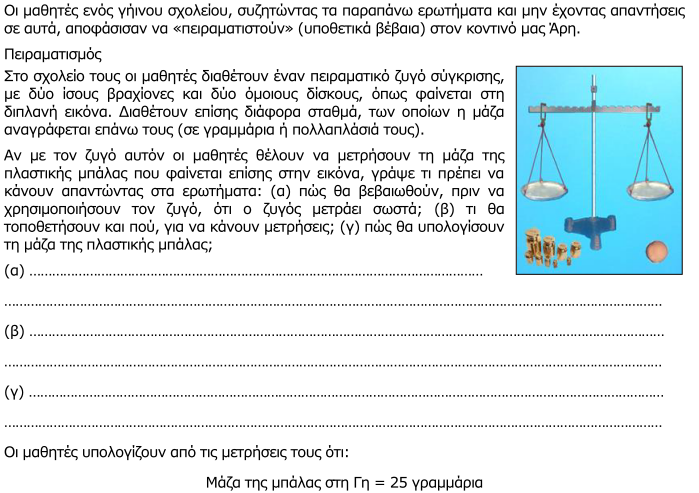 Οι μαθητές ενός γήινου σχολείου, συζητώντας τα παραπάνω ερωτήματα και μην έχοντας απαντήσεις
σε αυτά, αποφάσισαν να «πειραματιστούν» (υποθετικά βέβαια) στον κοντινό μας Άρη.
Πειραματισμός
Στο σχολείο τους οι μαθητές διαθέτουν έναν πειραματικό ζυγό σύγκρισης,
με δύο ίσους βραχίονες και δύο όμοιους δίσκους, όπως φαίνεται στη
διπλανή εικόνα. Διαθέτουν επίσης διάφορα σταθμά, των οποίων η μάζα
αναγράφεται επάνω τους (σε γραμμάρια ή πολλαπλάσιά τους).
Αν με τον ζυγό αυτόν οι μαθητές θέλουν να μετρήσουν τη μάζα της
πλαστικής μπάλας που φαίνεται επίσης στην εικόνα, γράψε τι πρέπει να
κάνουν απαντώντας στα ερωτήματα: (α) πώς θα βεβαιωθούν, πριν να
χρησιμοποιήσουν τον ζυγό, ότι ο ζυγός μετράει σωστά; (β) τι θα
τοποθετήσουν και πού, για να κάνουν μετρήσεις; (γ) πώς θα υπολογίσουν
τη μάζα της πλαστικής μπάλας;
(α) ................................................................................
................................................................................
(β) ................................................................................
................................................................................
(γ) ................................................................................
................................................................................
Οι μαθητές υπολογίζουν από τις μετρήσεις τους ότι:
Μάζα της μπάλας στη Γη = 25 γραμμάρια